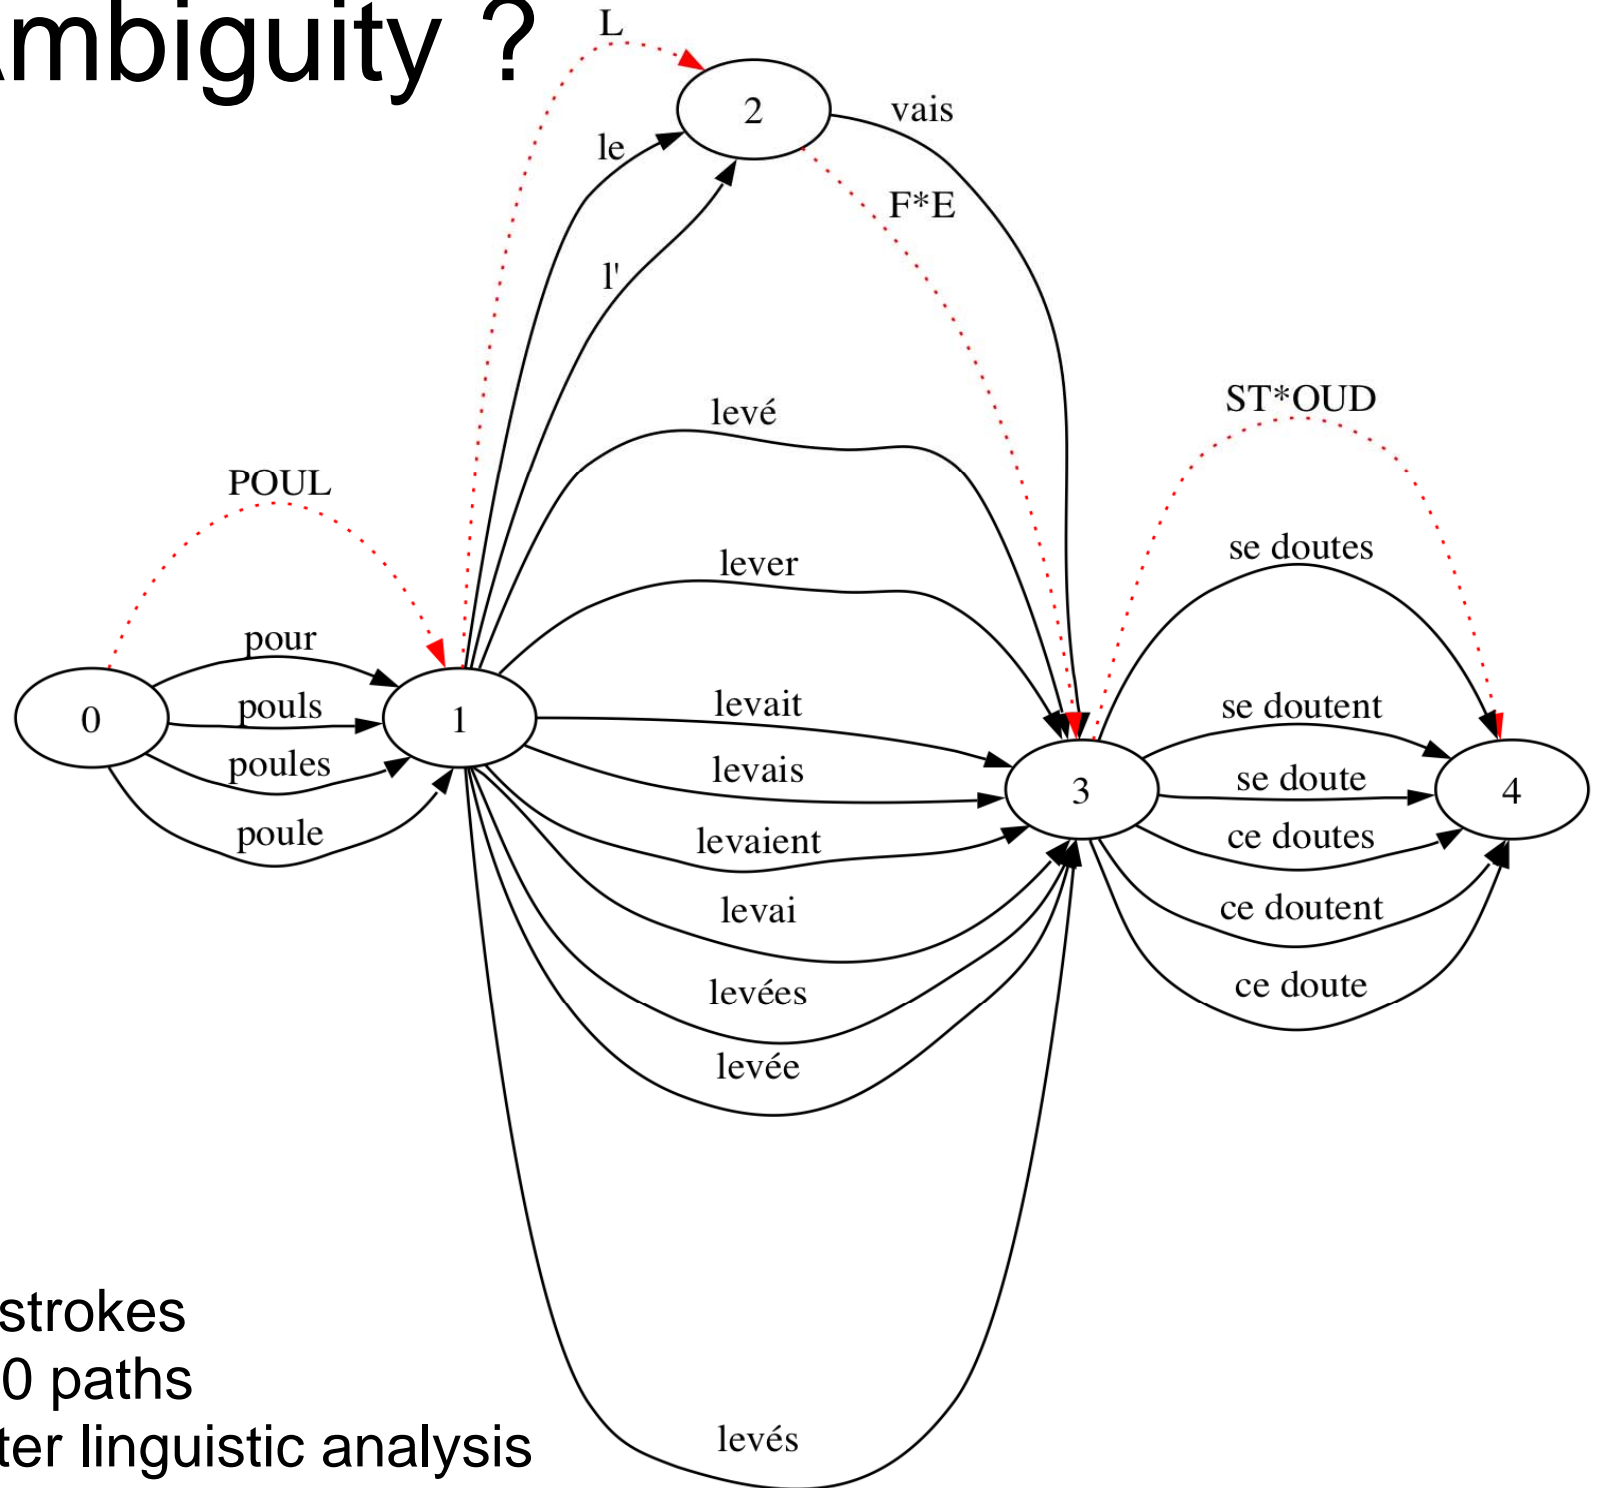 Ambiguity ?
L
2
vais
le
F*E
l'
levé
ST*OUD
POUL
se doutes
lever
pour
levait
se doutent
pouls
0
1
poules
levais
se doute
3
4
poule
levaient
ce doutes
levai
ce doutent
levées
ce doute
levée
strokes
0 paths
ter linguistic analysis
levés